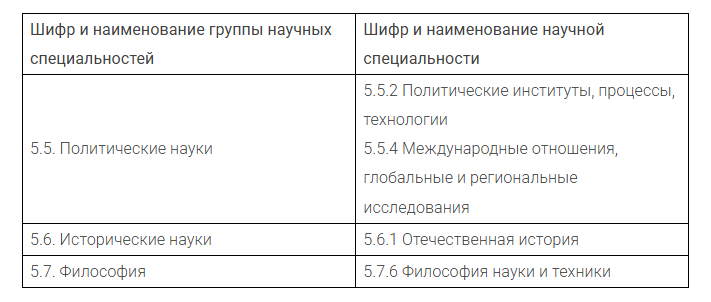 Шифр и наименование группы научных
специальностей
Шифр и наименование научной
специальности
5.5. Политические науки
5.5.2 Политические институты, процессы,
технологии
5.5.4 Международные отношения,
глобальные и региональные
исследования
5.6. Исторические науки
5.6.1 Отечественная история
5.7. Философия
5.7.6 Философия науки и техники